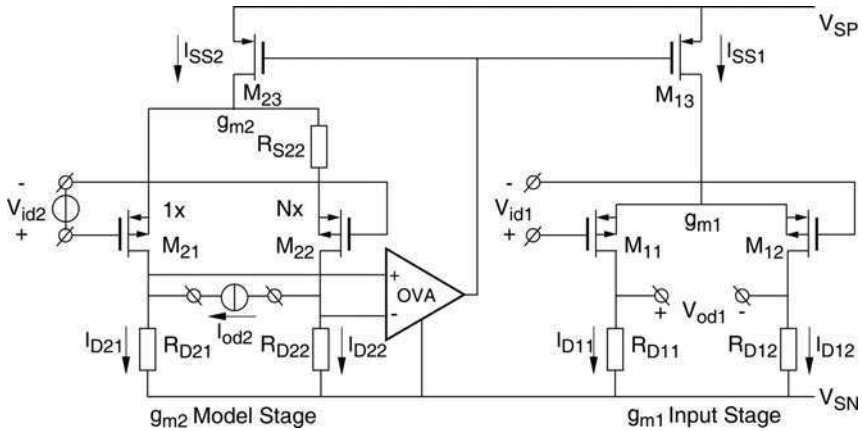 V_SP
I_SS2
I_SS1
M_23
M_13
g_m2
R_S22
-
V_id2
+
1x
Nx
M_21
M_22
-
V_id1
+
g_m1
M_11
M_12
+
OVA
-
I_od2
+
V_od1
-
I_D21
R_D21
R_D22
I_D22
I_D11
R_D11
R_D12
I_D12
V_SN
g_m2 Model Stage
g_m1 Input Stage